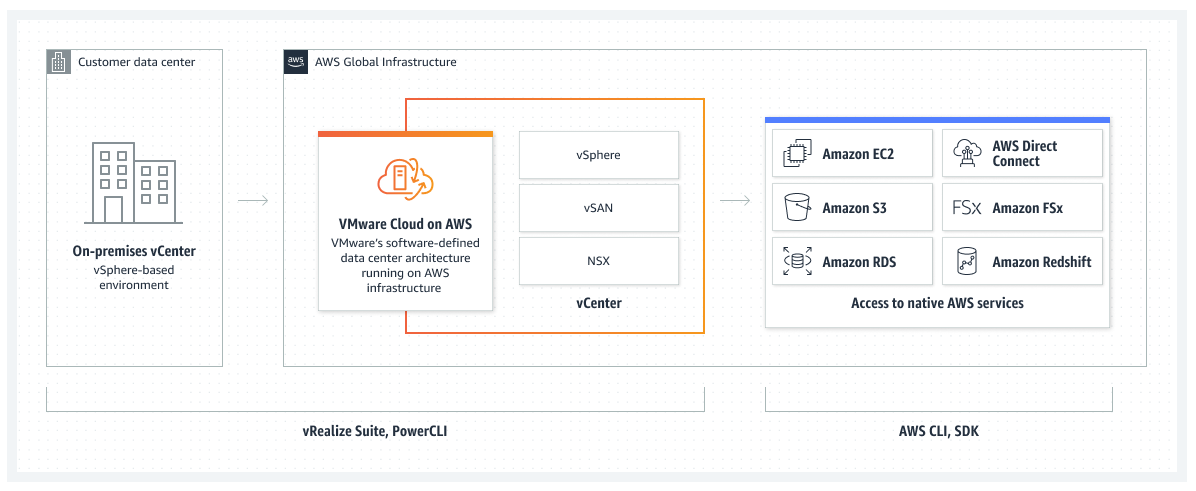 Customer data center
On-premises vCenter
vSphere-based
environment
aws
AWS Global Infrastructure
VMware Cloud on AWS
VMware's software-defined
data center architecture
running on AWS
infrastructure
vSphere
vSAN
NSX
vCenter
Amazon EC2
AWS Direct
Connect
Amazon S3
FSx
Amazon FSx
Amazon RDS
Amazon Redshift
Access to native AWS services
vRealize Suite, PowerCLI
AWS CLI, SDK